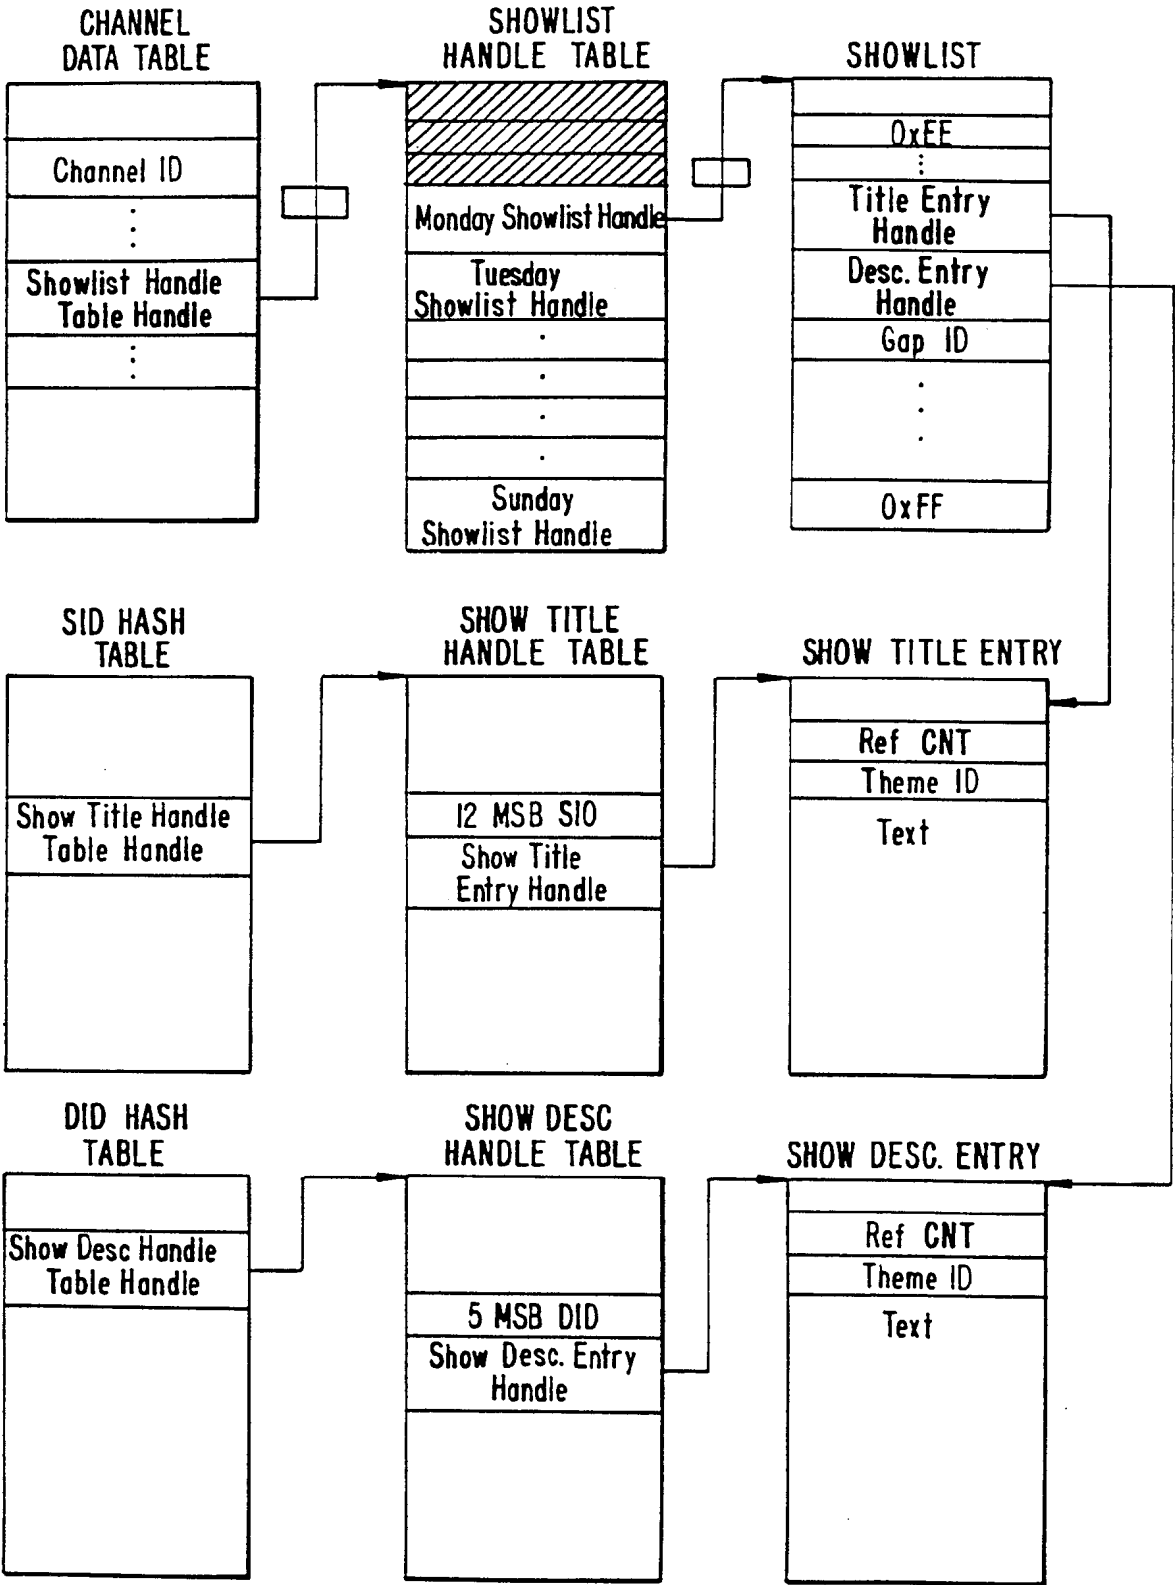 CHANNEL
DATA TABLE
Channel ID
Showlist Handle
Table Handle
SHOWLIST
HANDLE TABLE
Monday Showlist Handle
Tuesday
Showlist Handle
Sunday
Showlist Handle
SHOWLIST
0xEE
Title Entry
Handle
Desc. Entry
Handle
Gap ID
0xFF
SID HASH
TABLE
Show Title Handle
Table Handle
SHOW TITLE
HANDLE TABLE
12 MSB SIO
Show Title
Entry Handle
SHOW TITLE ENTRY
Ref CNT
Theme ID
Text
DID HASH
TABLE
Show Desc Handle
Table Handle
SHOW DESC
HANDLE TABLE
5 MSB DID
Show Desc. Entry
Handle
SHOW DESC. ENTRY
Ref CNT
Theme ID
Text